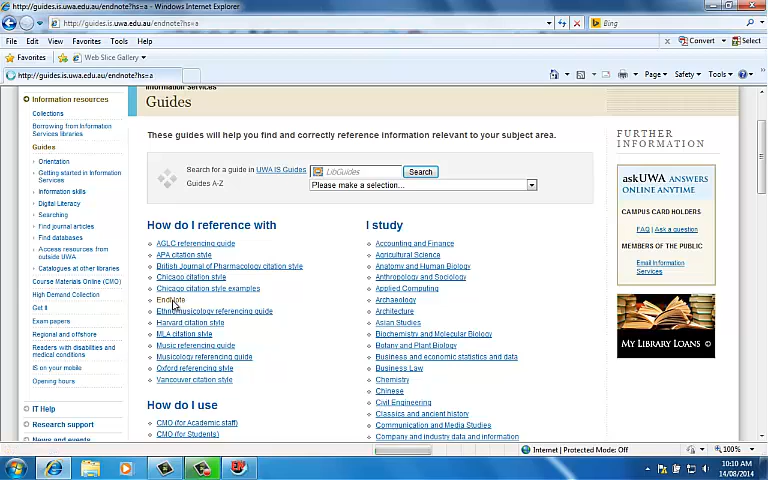 http://guides.is.uwa.edu.au/endnote?hs=a - Windows Internet Explorer
http://guides.is.uwa.edu.au/endnote?hs=a
Bing
File Edit View Favorites Tools Help
Convert Select
Favorites Web Slice Gallery
http://guides.is.uwa.edu.au/endnote?hs=a
Page Safety Tools
Information resources
Collections
Borrowing from Information
Services libraries
Guides
Orientation
Getting started in Information
Services
Information skills
Digital Literacy
Searching
Find journal articles
Find databases
Access resources from
outside UWA
Catalogues at other libraries
Course Materials Online (CMO)
High Demand Collection
Get it
Exam papers
Regional and offshore
Readers with disabilities and
medical conditions
IS on your mobile
Opening hours
IT Help
Research support
News and events
Information Services
Guides
These guides will help you find and correctly reference information relevant to your subject area.
Search for a guide in UWA IS Guides LibGuides Search
Guides A-Z Please make a selection...
How do I reference with
AGLC referencing guide
APA citation style
British Journal of Pharmacology citation style
Chicago citation style
Chicago citation style examples
EndNote
Ethnomusicology referencing guide
Harvard citation style
MLA citation style
Music referencing guide
Musicology referencing guide
Oxford referencing style
Vancouver citation style
How do I use
CMO (for Academic staff)
CMO (for Students)
I study
Accounting and Finance
Agricultural Science
Anatomy and Human Biology
Anthropology and Sociology
Applied Computing
Archaeology
Architecture
Asian Studies
Biochemistry and Molecular Biology
Botany and Plant Biology
Business and economic statistics and data
Business Law
Chemistry
Chinese
Civil Engineering
Classics and ancient history
Communication and Media Studies
Company and industry data and information
FURTHER
INFORMATION
askUWA ANSWERS
ONLINE ANYTIME
CAMPUS CARD HOLDERS
FAQ | Ask a question
MEMBERS OF THE PUBLIC
Email Information
Services
MY LIBRARY LOANS
Internet | Protected Mode: Off
100%
10:10 AM
14/08/2014